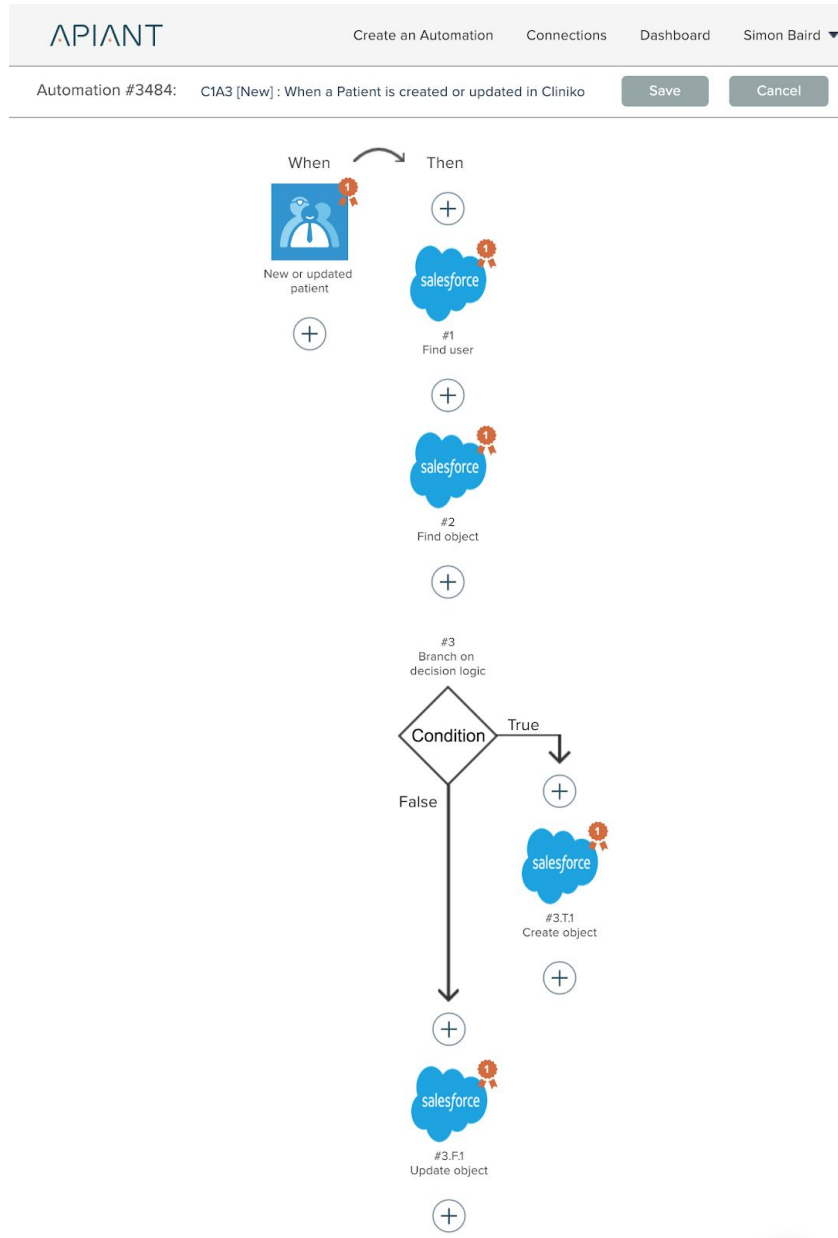 APIANT
Create an Automation Connections Dashboard Simon Baird
Automation #3484: C1A3 [New] : When a Patient is created or updated in Cliniko Save Cancel
When Then
1
New or updated
patient
1
salesforce
#1
Find user
1
salesforce
#2
Find object
#3
Branch on
decision logic
Condition
True
False
1
salesforce
#3.T.1
Create object
1
salesforce
#3.F.1
Update object